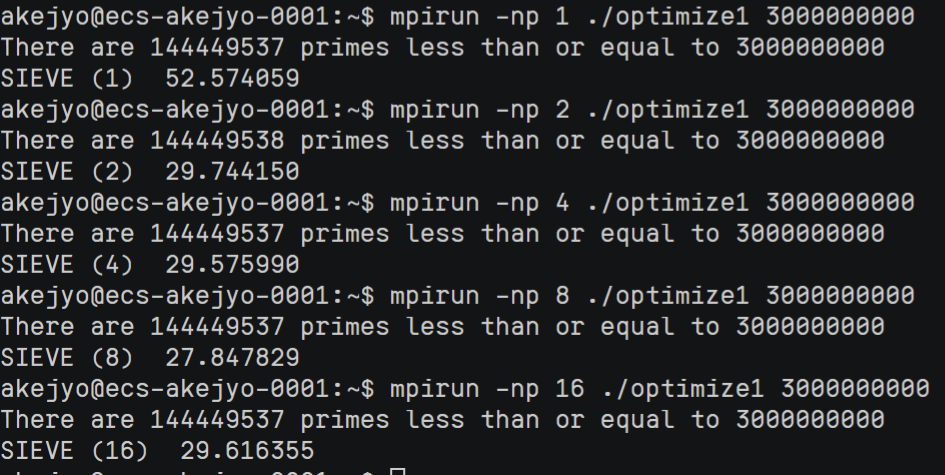 akejyo@ecs-akejyo-0001:~$ mpirun -np 1 ./optimize1 3000000000
There are 144449537 primes less than or equal to 3000000000
SIEVE (1)  52.574059
akejyo@ecs-akejyo-0001:~$ mpirun -np 2 ./optimize1 3000000000
There are 144449538 primes less than or equal to 3000000000
SIEVE (2)  29.744150
akejyo@ecs-akejyo-0001:~$ mpirun -np 4 ./optimize1 3000000000
There are 144449537 primes less than or equal to 3000000000
SIEVE (4)  29.575990
akejyo@ecs-akejyo-0001:~$ mpirun -np 8 ./optimize1 3000000000
There are 144449537 primes less than or equal to 3000000000
SIEVE (8)  27.847829
akejyo@ecs-akejyo-0001:~$ mpirun -np 16 ./optimize1 3000000000
There are 144449537 primes less than or equal to 3000000000
SIEVE (16)  29.616355